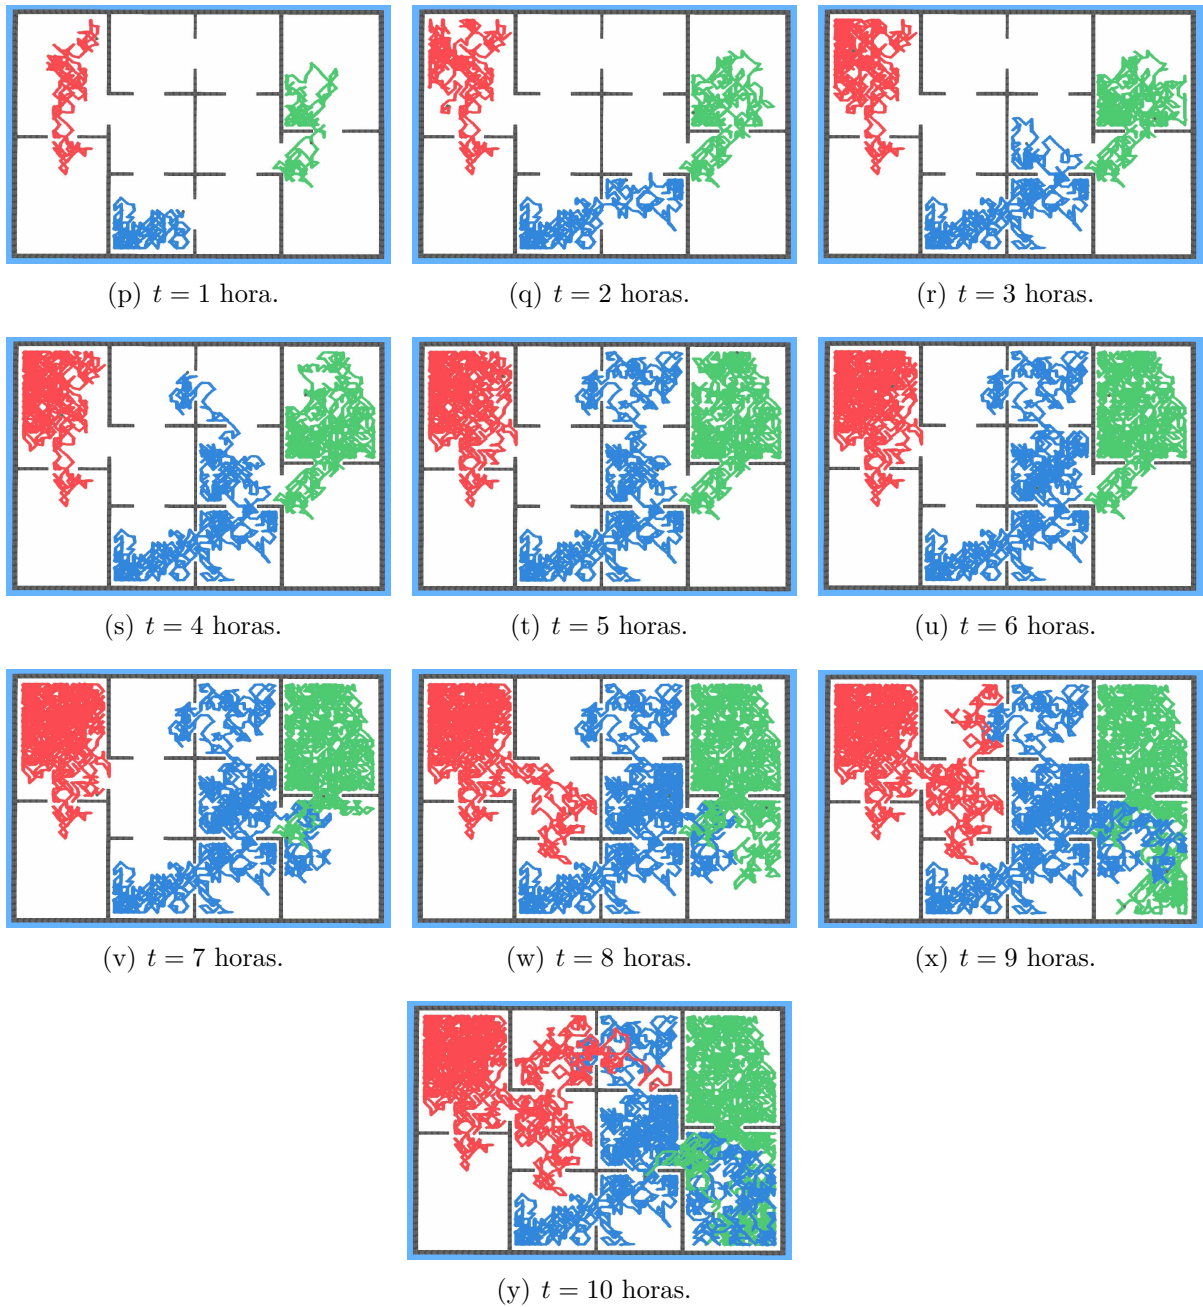 (p) t = 1 hora.
(q) t = 2 horas.
(r) t = 3 horas.
(s) t = 4 horas.
(t) t = 5 horas.
(u) t = 6 horas.
(v) t = 7 horas.
(w) t = 8 horas.
(x) t = 9 horas.
(y) t = 10 horas.